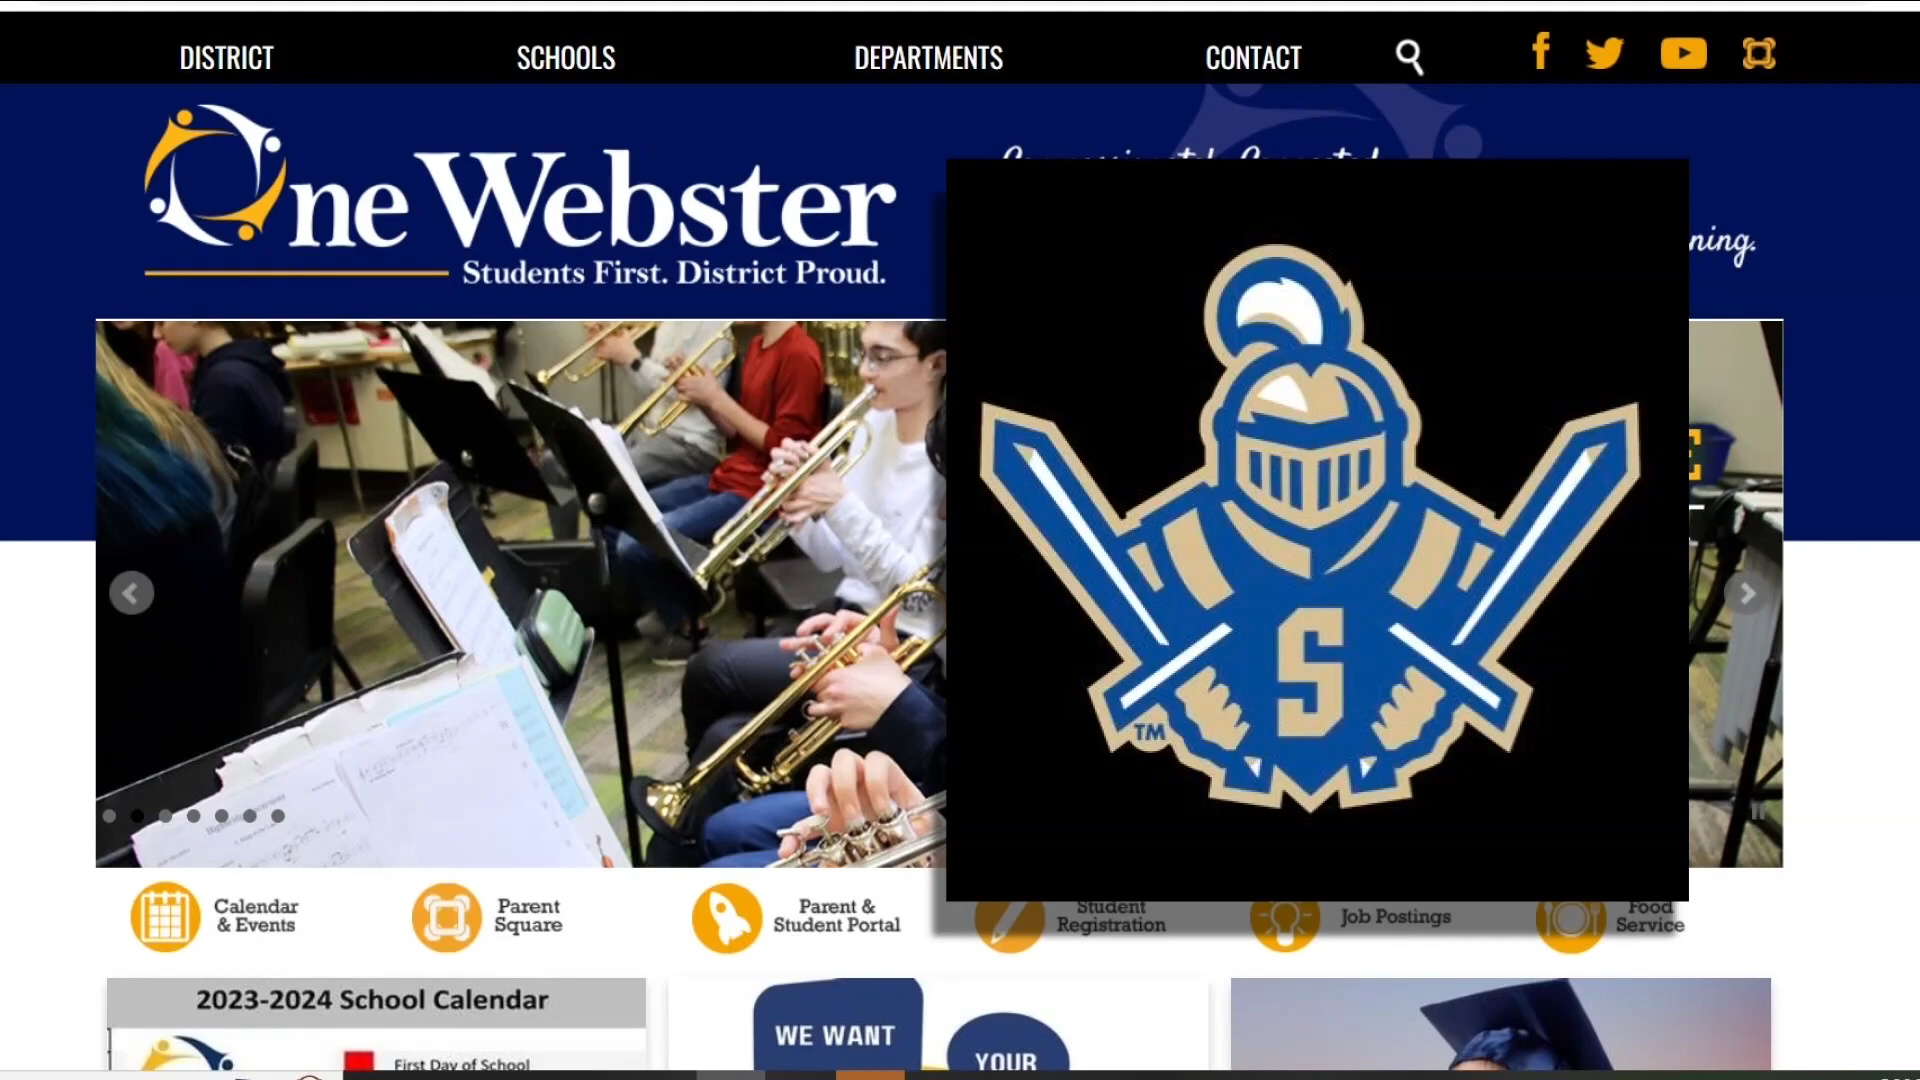 DISTRICT
SCHOOLS
DEPARTMENTS
CONTACT
One Webster
Students First. District Proud.
ning.
S
TM
Calendar
& Events
Parent
Square
Parent &
Student Portal
Student
Registration
Job Postings
Food
Service
2023-2024 School Calendar
First Day of School
WE WANT
YOUR